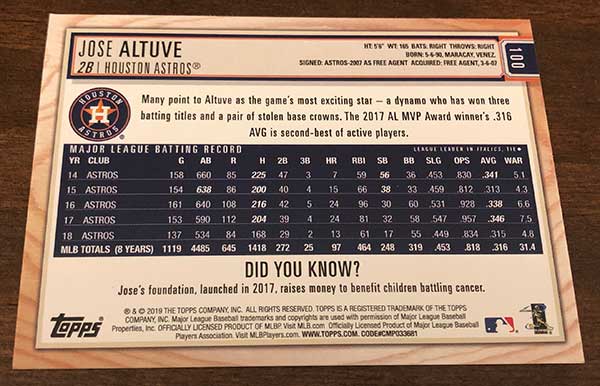 JOSE ALTUVE
2B | HOUSTON ASTROS®
HT: 5'6" WT: 165 BATS: RIGHT THROWS: RIGHT
BORN: 5-6-90, MARACAY, VENEZ.
SIGNED: ASTROS-2007 AS FREE AGENT ACQUIRED: FREE AGENT, 3-6-07
100
HOUSTON
ASTROS
Many point to Altuve as the game's most exciting star – a dynamo who has won three
batting titles and a pair of stolen base crowns. The 2017 AL MVP Award winner's .316
AVG is second-best of active players.
MAJOR LEAGUE BATTING RECORD LEAGUE LEADER IN ITALICS, TIE♦
YR CLUB G AB R H 2B 3B HR RBI SB BB SLG OPS AVG WAR
14 ASTROS 158 660 85 225 47 3 7 59 56 36 .453 .830 .341 5.1
15 ASTROS 154 638 86 200 40 4 15 66 38 33 .459 .812 .313 4.3
16 ASTROS 161 640 108 216 42 5 24 96 30 60 .531 .928 .338 6.6
17 ASTROS 153 590 112 204 39 4 24 81 32 58 .547 .957 .346 7.5
18 ASTROS 137 534 84 169 29 2 13 61 17 55 .449 .834 .315 4.8
MLB TOTALS (8 YEARS) 1119 4485 645 1418 272 25 97 464 248 319 .453 .818 .316 31.4
DID YOU KNOW?
Jose's foundation, launched in 2017, raises money to benefit children battling cancer.
topps
® & © 2019 THE TOPPS COMPANY, INC. ALL RIGHTS RESERVED. TOPPS IS A REGISTERED TRADEMARK OF THE TOPPS
COMPANY, INC. Major League Baseball trademarks and copyrights are used with permission of Major League Baseball
Properties, Inc. OFFICIALLY LICENSED PRODUCT OF MLBP. Visit MLB.com. Officially Licensed Product of Major League Baseball
Players Association. Visit MLBPlayers.com. WWW.TOPPS.COM. CODE#CMP033681